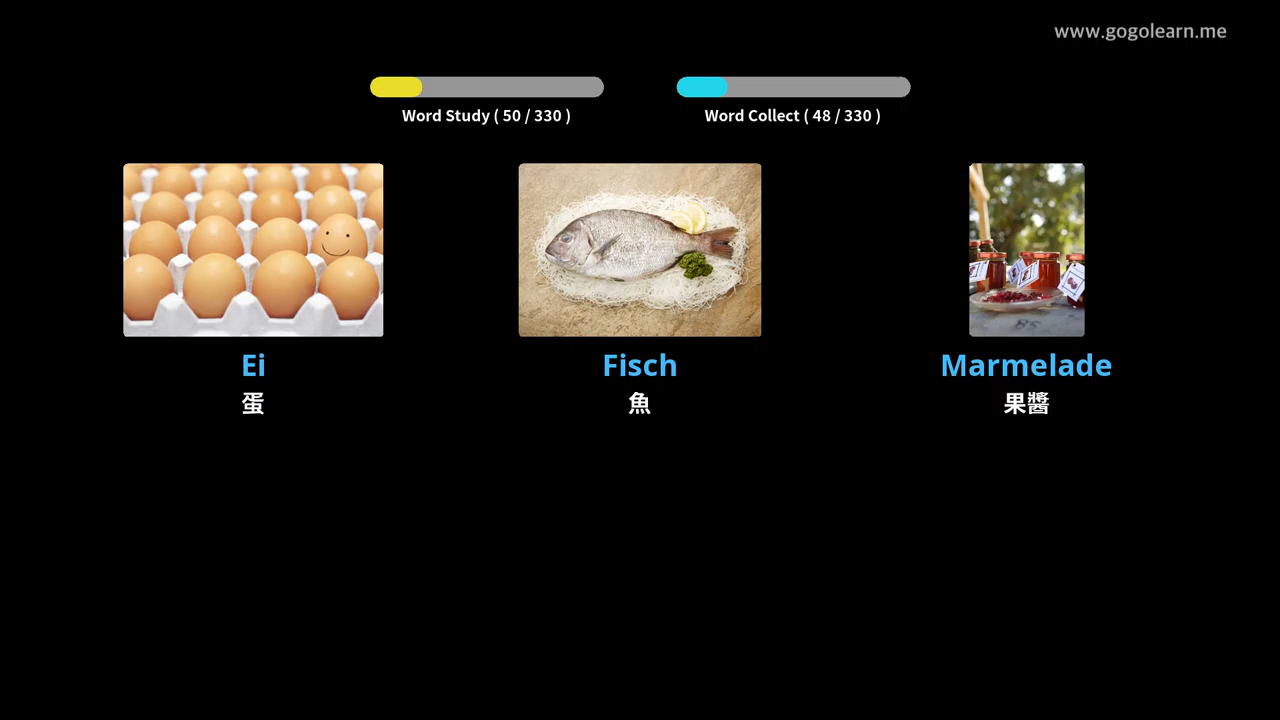 www.gogolearn.me
Word Study ( 50 / 330 )
Word Collect ( 48 / 330 )
Ei
Fisch
Marmelade
蛋
魚
果醬